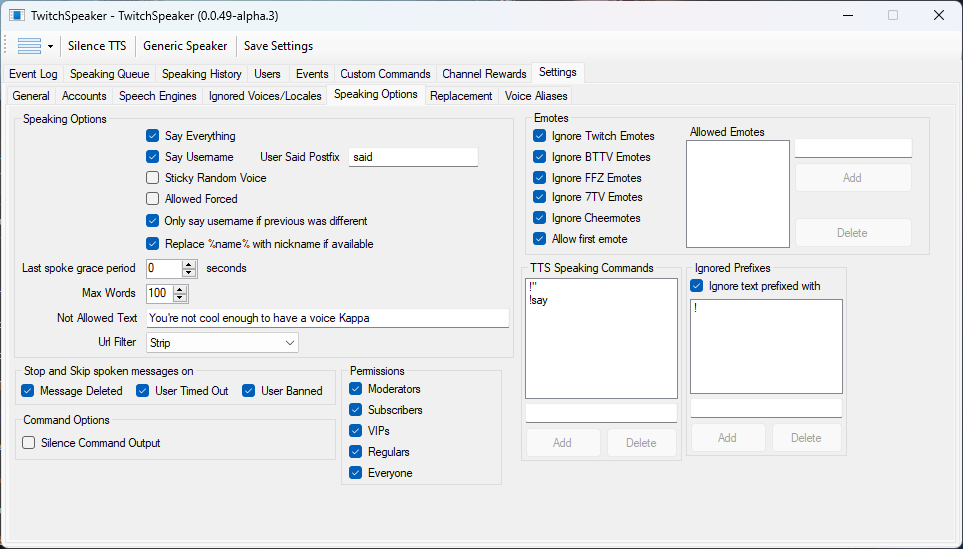 TwitchSpeaker - TwitchSpeaker (0.0.49-alpha.3)
Silence TTS Generic Speaker Save Settings
Event Log Speaking Queue Speaking History Users Events Custom Commands Channel Rewards Settings
General Accounts Speech Engines Ignored Voices/Locales Speaking Options Replacement Voice Aliases
Speaking Options
Say Everything
Say Username User Said Postfix said
Sticky Random Voice
Allowed Forced
Only say username if previous was different
Replace %name% with nickname if available
Last spoke grace period 0 seconds
Max Words 100
Not Allowed Text You're not cool enough to have a voice Kappa
Url Filter Strip
Stop and Skip spoken messages on
Message Deleted User Timed Out User Banned
Command Options
Silence Command Output
Permissions
Moderators
Subscribers
VIPs
Regulars
Everyone
Emotes
Ignore Twitch Emotes
Ignore BTTV Emotes
Ignore FFZ Emotes
Ignore 7TV Emotes
Ignore Cheermotes
Allow first emote
Allowed Emotes
Add
Delete
TTS Speaking Commands
!"
!say
Add Delete
Ignored Prefixes
Ignore text prefixed with
!
Add Delete